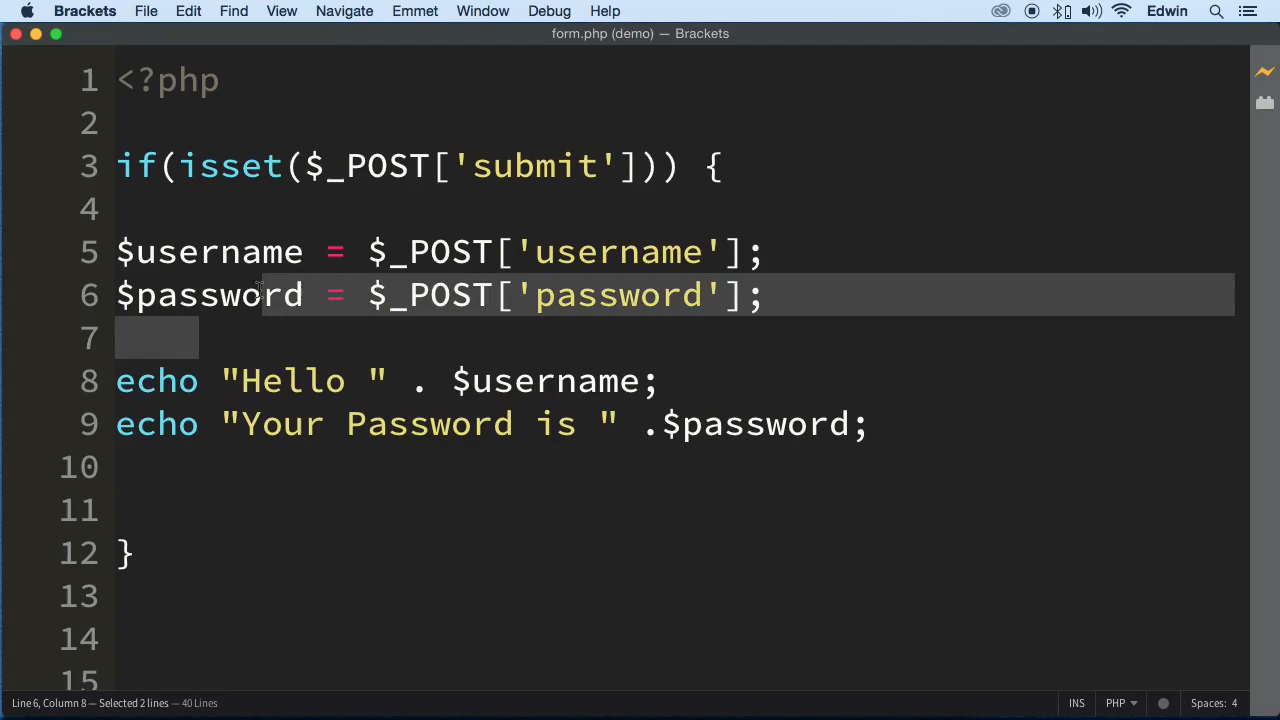 Brackets File Edit Find View Navigate Emmet Window Debug Help Edwin
form.php (demo) — Brackets
1 <?php
2
3 if(isset($_POST['submit'])) {
4
5 $username = $_POST['username'];
6 $password = $_POST['password'];
7
8 echo "Hello " . $username;
9 echo "Your Password is " .$password;
10
11
12 }
13
14
15
Line 6, Column 8 — Selected 2 lines — 40 Lines INS PHP Spaces: 4